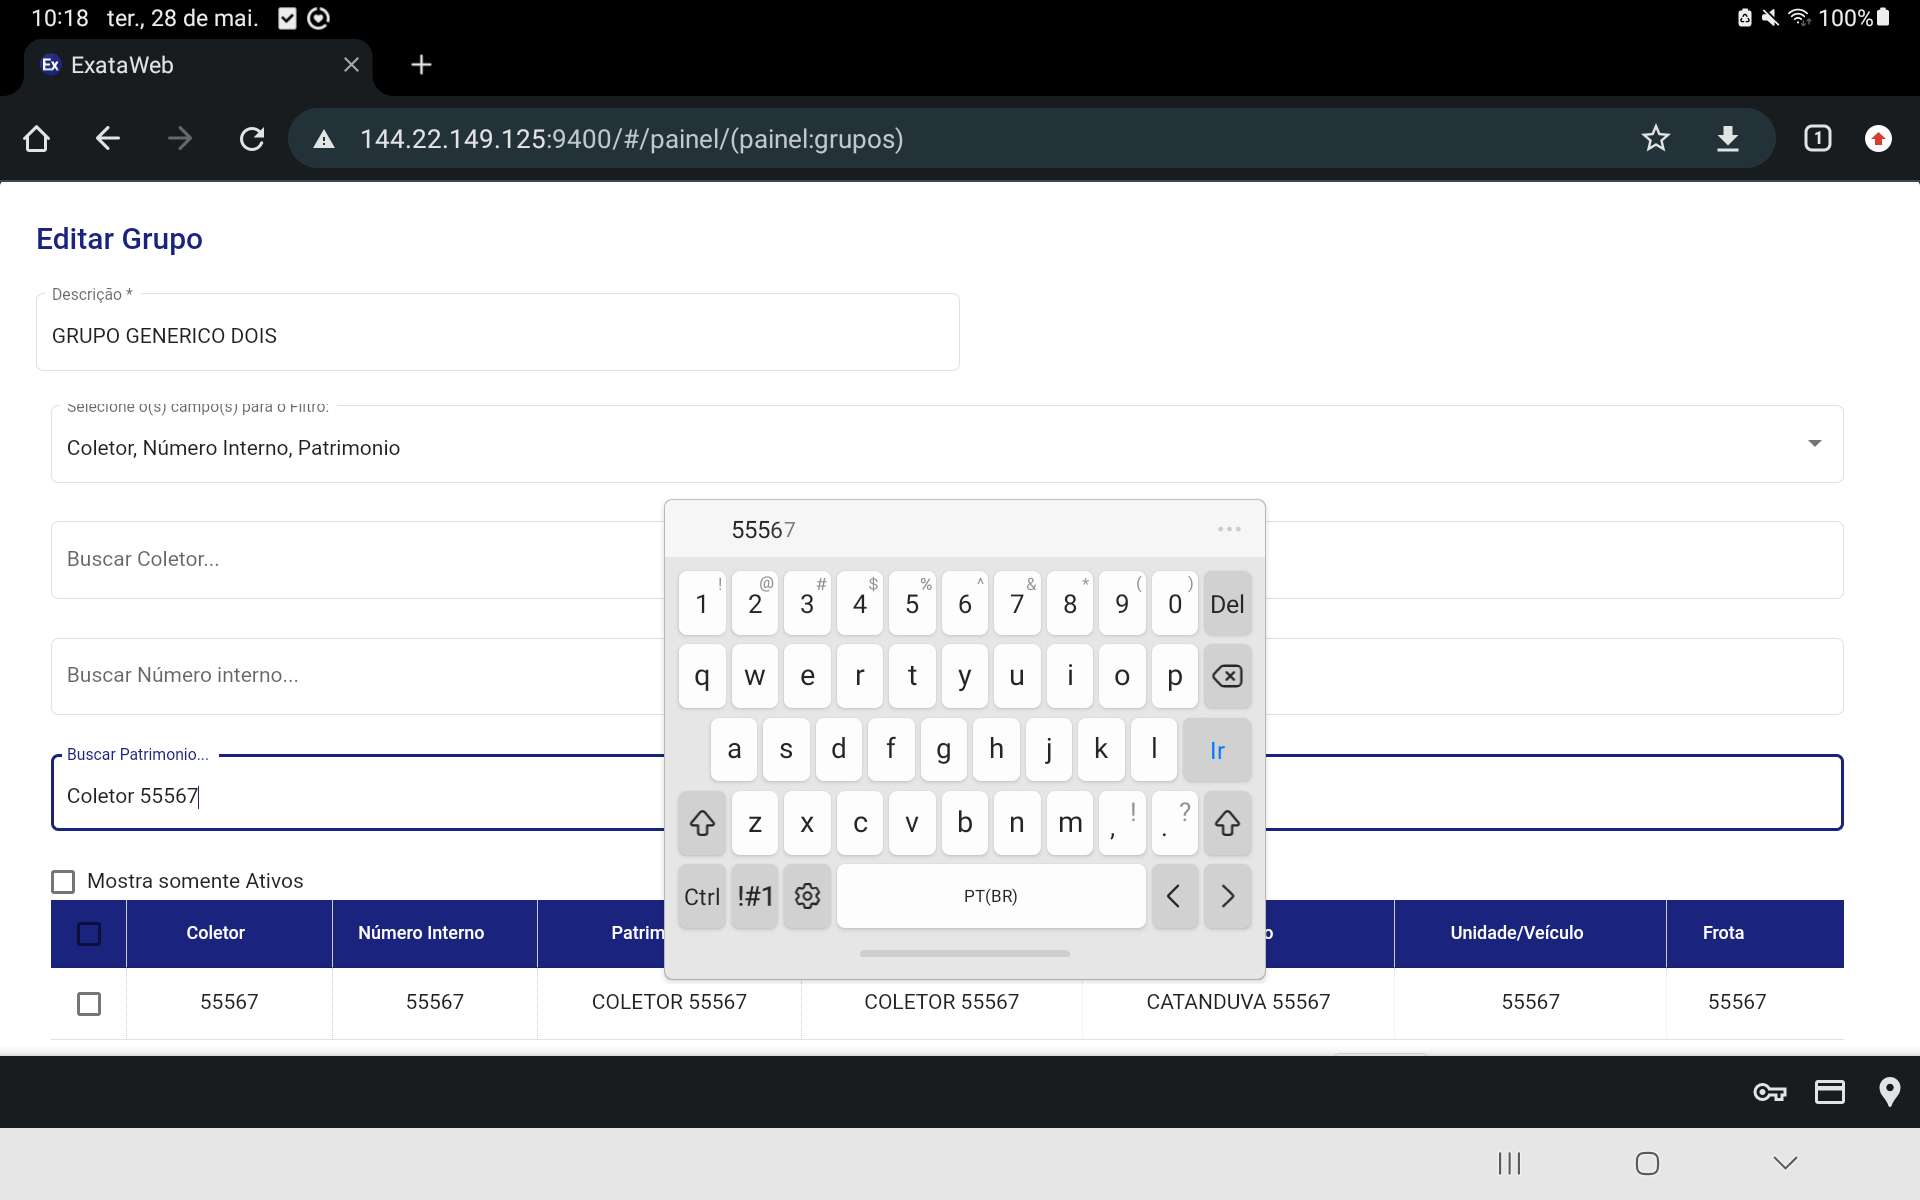 10:18 ter., 28 de mai. 100%
Ex ExataWeb
144.22.149.125:9400/#/painel/(painel:grupos) 1
Editar Grupo
Descrição *
GRUPO GENERICO DOIS
Selecione o(s) campo(s) para o Filtro:
Coletor, Número Interno, Patrimonio
Buscar Coletor...
Buscar Número interno...
Buscar Patrimonio...
Coletor 55567
55567 ...
! @ # $ % ^ & * ( )
1 2 3 4 5 6 7 8 9 0 Del
q w e r t y u i o p
a s d f g h j k l Ir
z x c v b n m , ! . ?
Ctrl !#1 PT(BR) < >
Mostra somente Ativos
Coletor Número Interno Patrim o Unidade/Veículo Frota
55567 55567 COLETOR 55567 COLETOR 55567 CATANDUVA 55567 55567 55567